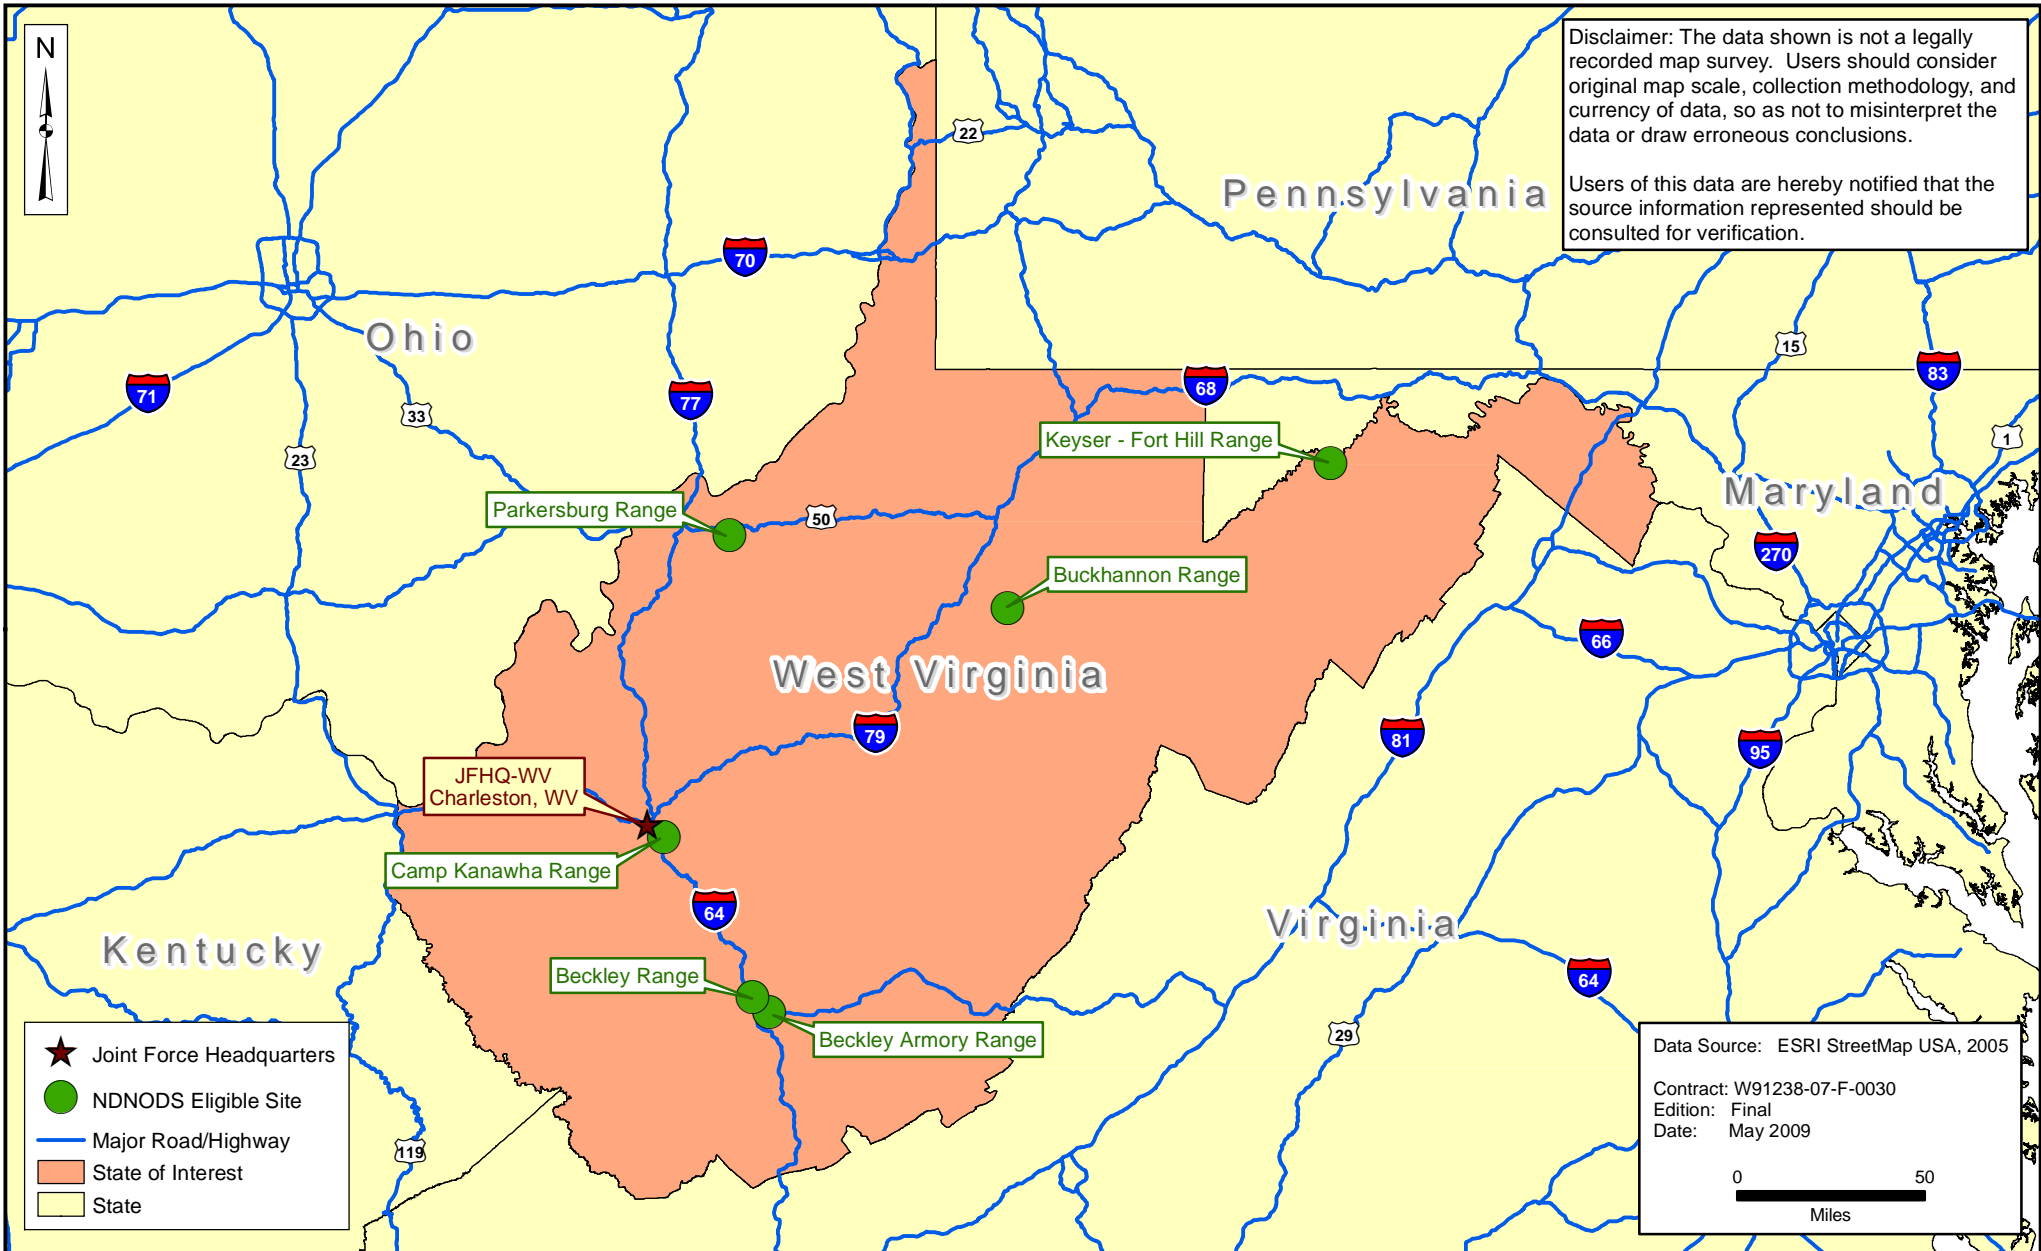 N
Disclaimer: The data shown is not a legally
recorded map survey.  Users should consider
original map scale, collection methodology, and
currency of data, so as not to misinterpret the
data or draw erroneous conclusions.
Users of this data are hereby notified that the
source information represented should be
consulted for verification.
22
Pennsylvania
70
Ohio
15
83
71
33
77
68
1
23
Keyser - Fort Hill Range
Maryland
Parkersburg Range
50
270
Buckhannon Range
66
West Virginia
79
81
95
JFHQ-WV
Charleston, WV
Camp Kanawha Range
64
Virginia
Kentucky
Beckley Range
64
Beckley Armory Range
29
119
Joint Force Headquarters
NDNODS Eligible Site
Major Road/Highway
State of Interest
State
Data Source:   ESRI StreetMap USA, 2005
Contract: W91238-07-F-0030
Edition:   Final
Date:      May 2009
0 50
Miles